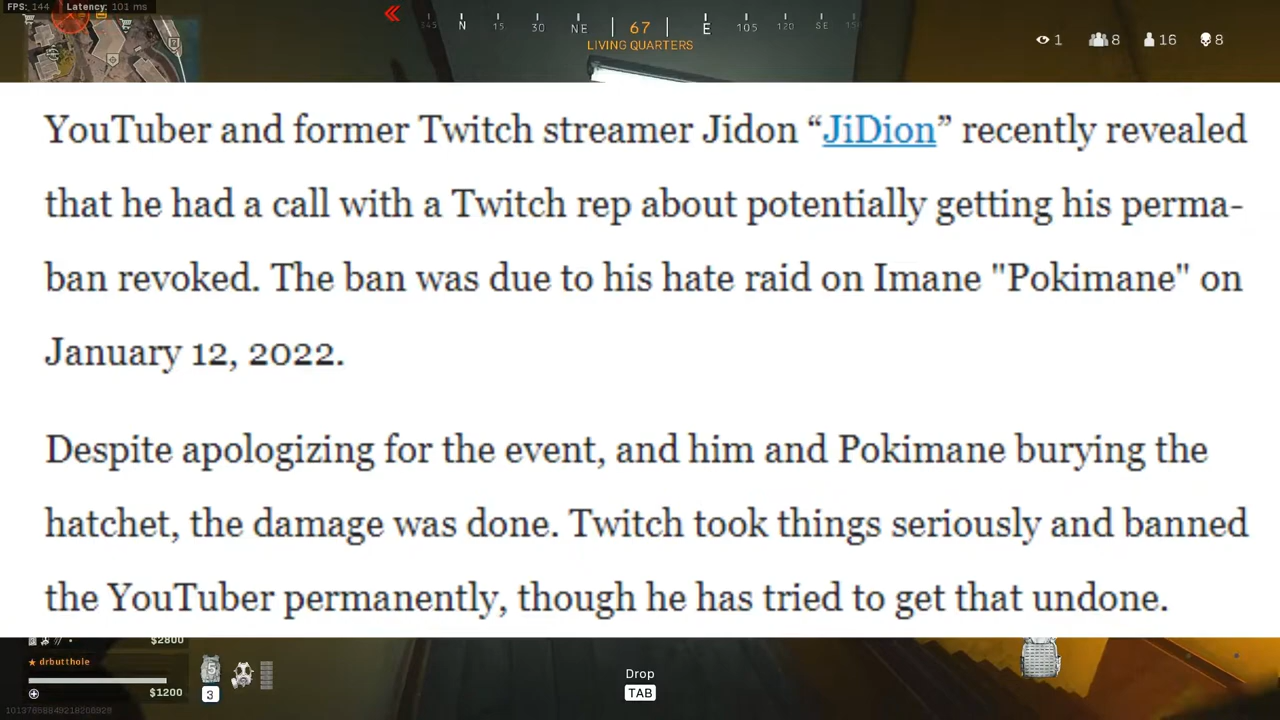 FPS: 144 Latency: 101 ms
345 N 15 30 NE 67 E 105 120 SE 150
LIVING QUARTERS
1 8 16 8
YouTuber and former Twitch streamer Jidon “JiDion” recently revealed
that he had a call with a Twitch rep about potentially getting his perma-
ban revoked. The ban was due to his hate raid on Imane "Pokimane" on
January 12, 2022.
Despite apologizing for the event, and him and Pokimane burying the
hatchet, the damage was done. Twitch took things seriously and banned
the YouTuber permanently, though he has tried to get that undone.
$2800
drbutthole
$1200
5
3
Drop
TAB